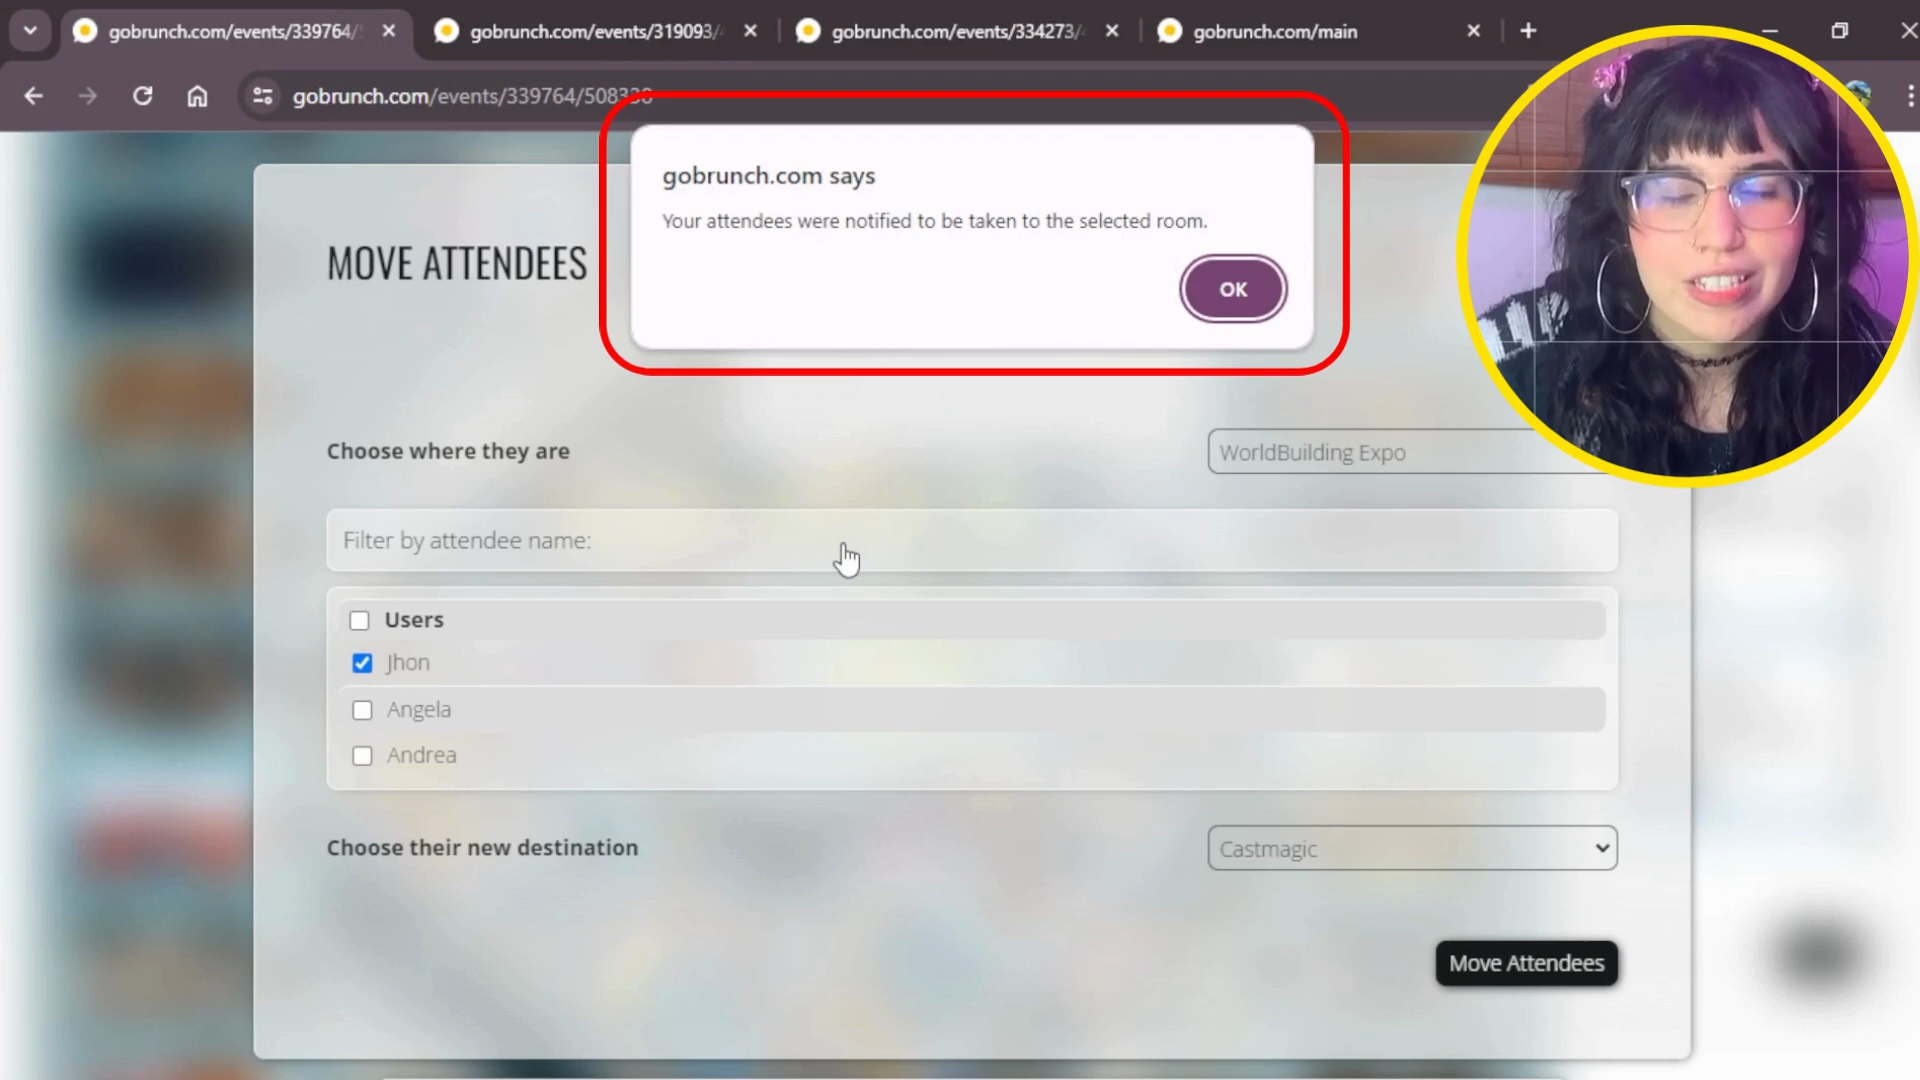 gobrunch.com/events/339764/
gobrunch.com/events/319093/
gobrunch.com/events/334273/
gobrunch.com/main
gobrunch.com/events/339764/508338
gobrunch.com says
Your attendees were notified to be taken to the selected room.
OK
MOVE ATTENDEES
Choose where they are
WorldBuilding Expo
Filter by attendee name:
Users
Jhon
Angela
Andrea
Choose their new destination
Castmagic
Move Attendees